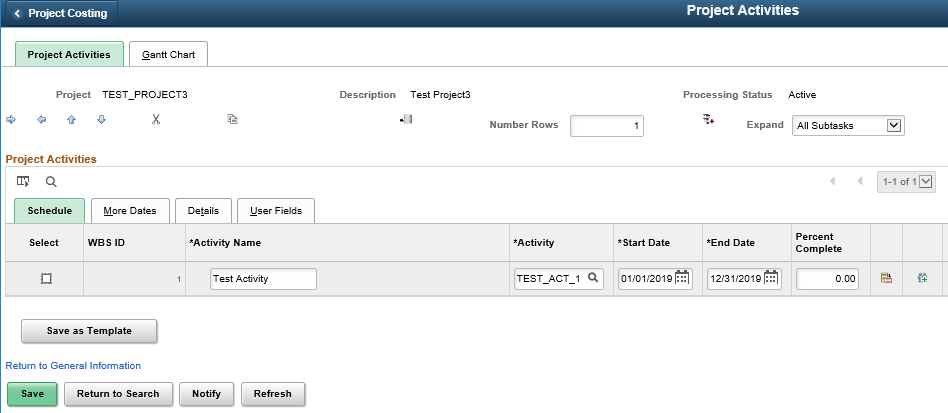 Project Costing
Project Activities
Project Activities
Gantt Chart
Project TEST_PROJECT3 Description Test Project3 Processing Status Active
Number Rows 1 Expand All Subtasks
Project Activities
1-1 of 1
Schedule More Dates Details User Fields
Select WBS ID *Activity Name *Activity *Start Date *End Date Percent Complete
1 Test Activity TEST_ACT_1 01/01/2019 12/31/2019 0.00
Save as Template
Return to General Information
Save Return to Search Notify Refresh